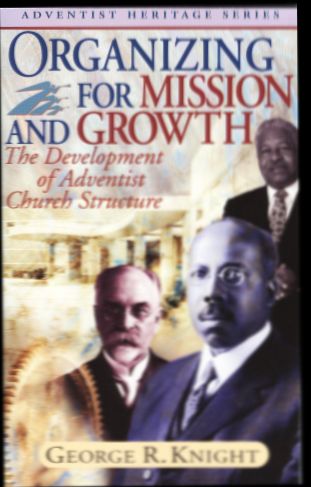 ADVENTIST HERITAGE SERIES
ORGANIZING
FOR MISSION
AND GROWTH
The Development
of Adventist
Church Structure
GEORGE R. KNIGHT